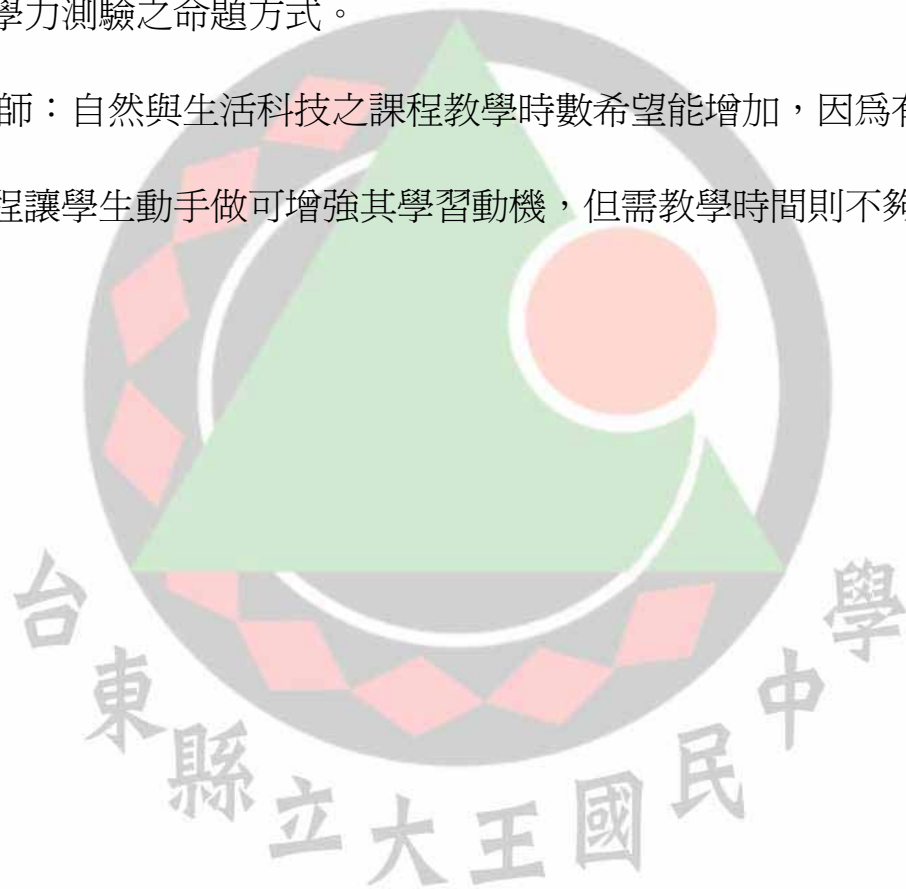 學力測驗之命題方式。
師：自然與生活科技之課程教學時數希望能增加，因爲有
程讓學生動手做可增強其學習動機，但需教學時間則不夠
台東縣立大王國民中學